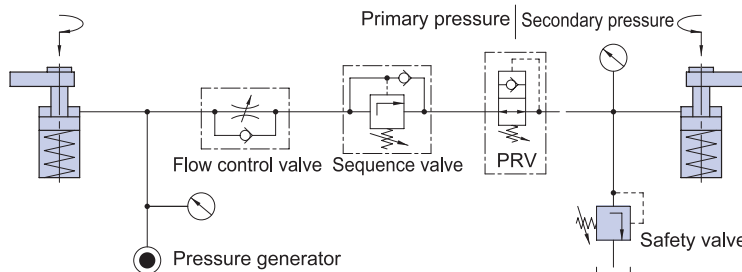 Primary pressure Secondary pressure
Flow control valve Sequence valve PRV
Pressure generator Safety valve